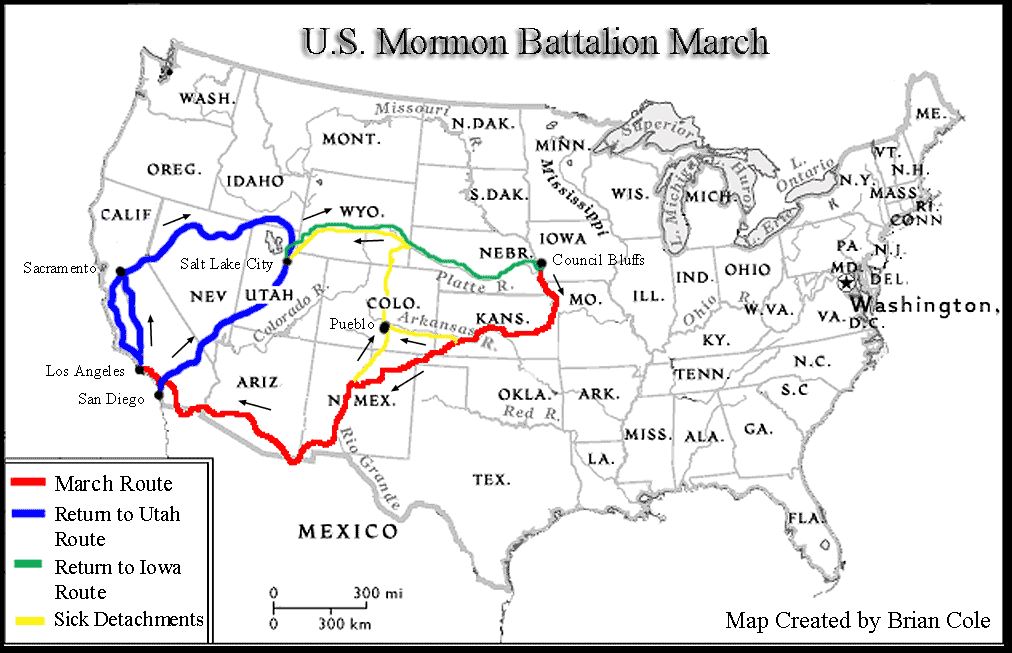 U.S. Mormon Battalion March
WASH.
MONT.
Missouri
R.
N.DAK.
MINN.
Superior
ME.
OREG.
IDAHO
S.DAK.
Mississippi
WIS.
L. Michig
MICH.
L.
Huron
L.
Ontario
VT.
N.H.
N.Y.
MASS
RI.
CONN
CALIF
WYO.
IOWA
L. Erie
R
Sacramento
Salt Lake City
NEBR.
Council Bluffs
PA.
N.J.
NEV
UTAH
Platte R.
IND.
OHIO
MD.
DEL.
Colorado R.
COLO.
MO.
ILL.
Ohio
R.
W.VA.
Washington,
D.C.
VA.
Pueblo
Arkansas
R.
KANS.
KY.
Los Angeles
ARIZ
N MEX.
OKLA.
ARK.
TENN.
N.C.
San Diego
Red R.
S.C
Rio Grande
MISS.
ALA.
GA.
TEX.
LA.
FLA.
MEXICO
March Route
Return to Utah
Route
Return to Iowa
Route
Sick Detachments
0
300 mi
0
300 km
Map Created by Brian Cole